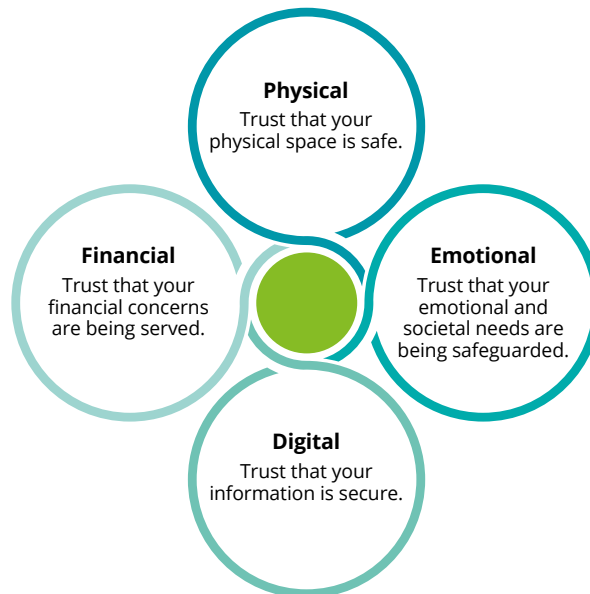 Physical
Trust that your
physical space is safe.
Financial
Trust that your
financial concerns
are being served.
Emotional
Trust that your
emotional and
societal needs are
being safeguarded.
Digital
Trust that your
information is secure.